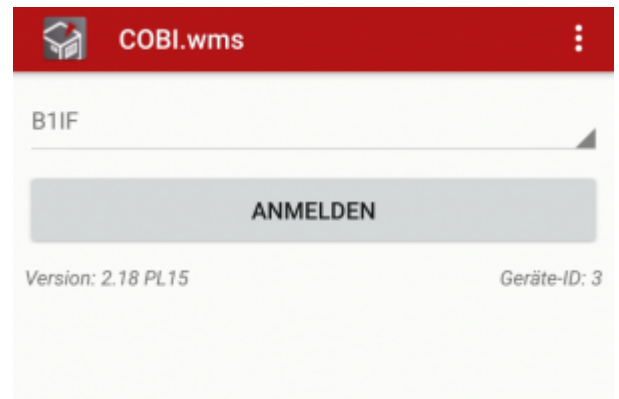 COBI.wms
B1IF
ANMELDEN
Version: 2.18 PL15 Geräte-ID: 3